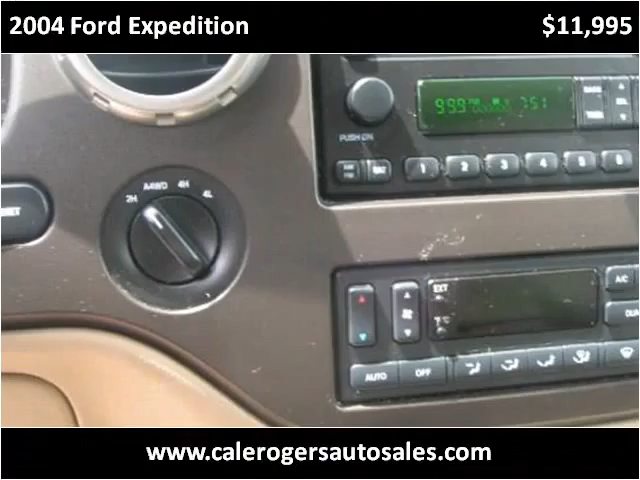 2004 Ford Expedition $11,995
PUSH-ON
1 2 3 4 5 6
2H A4WD 4H 4L
EXT
A/C
AUTO OFF
www.calerogersautosales.com